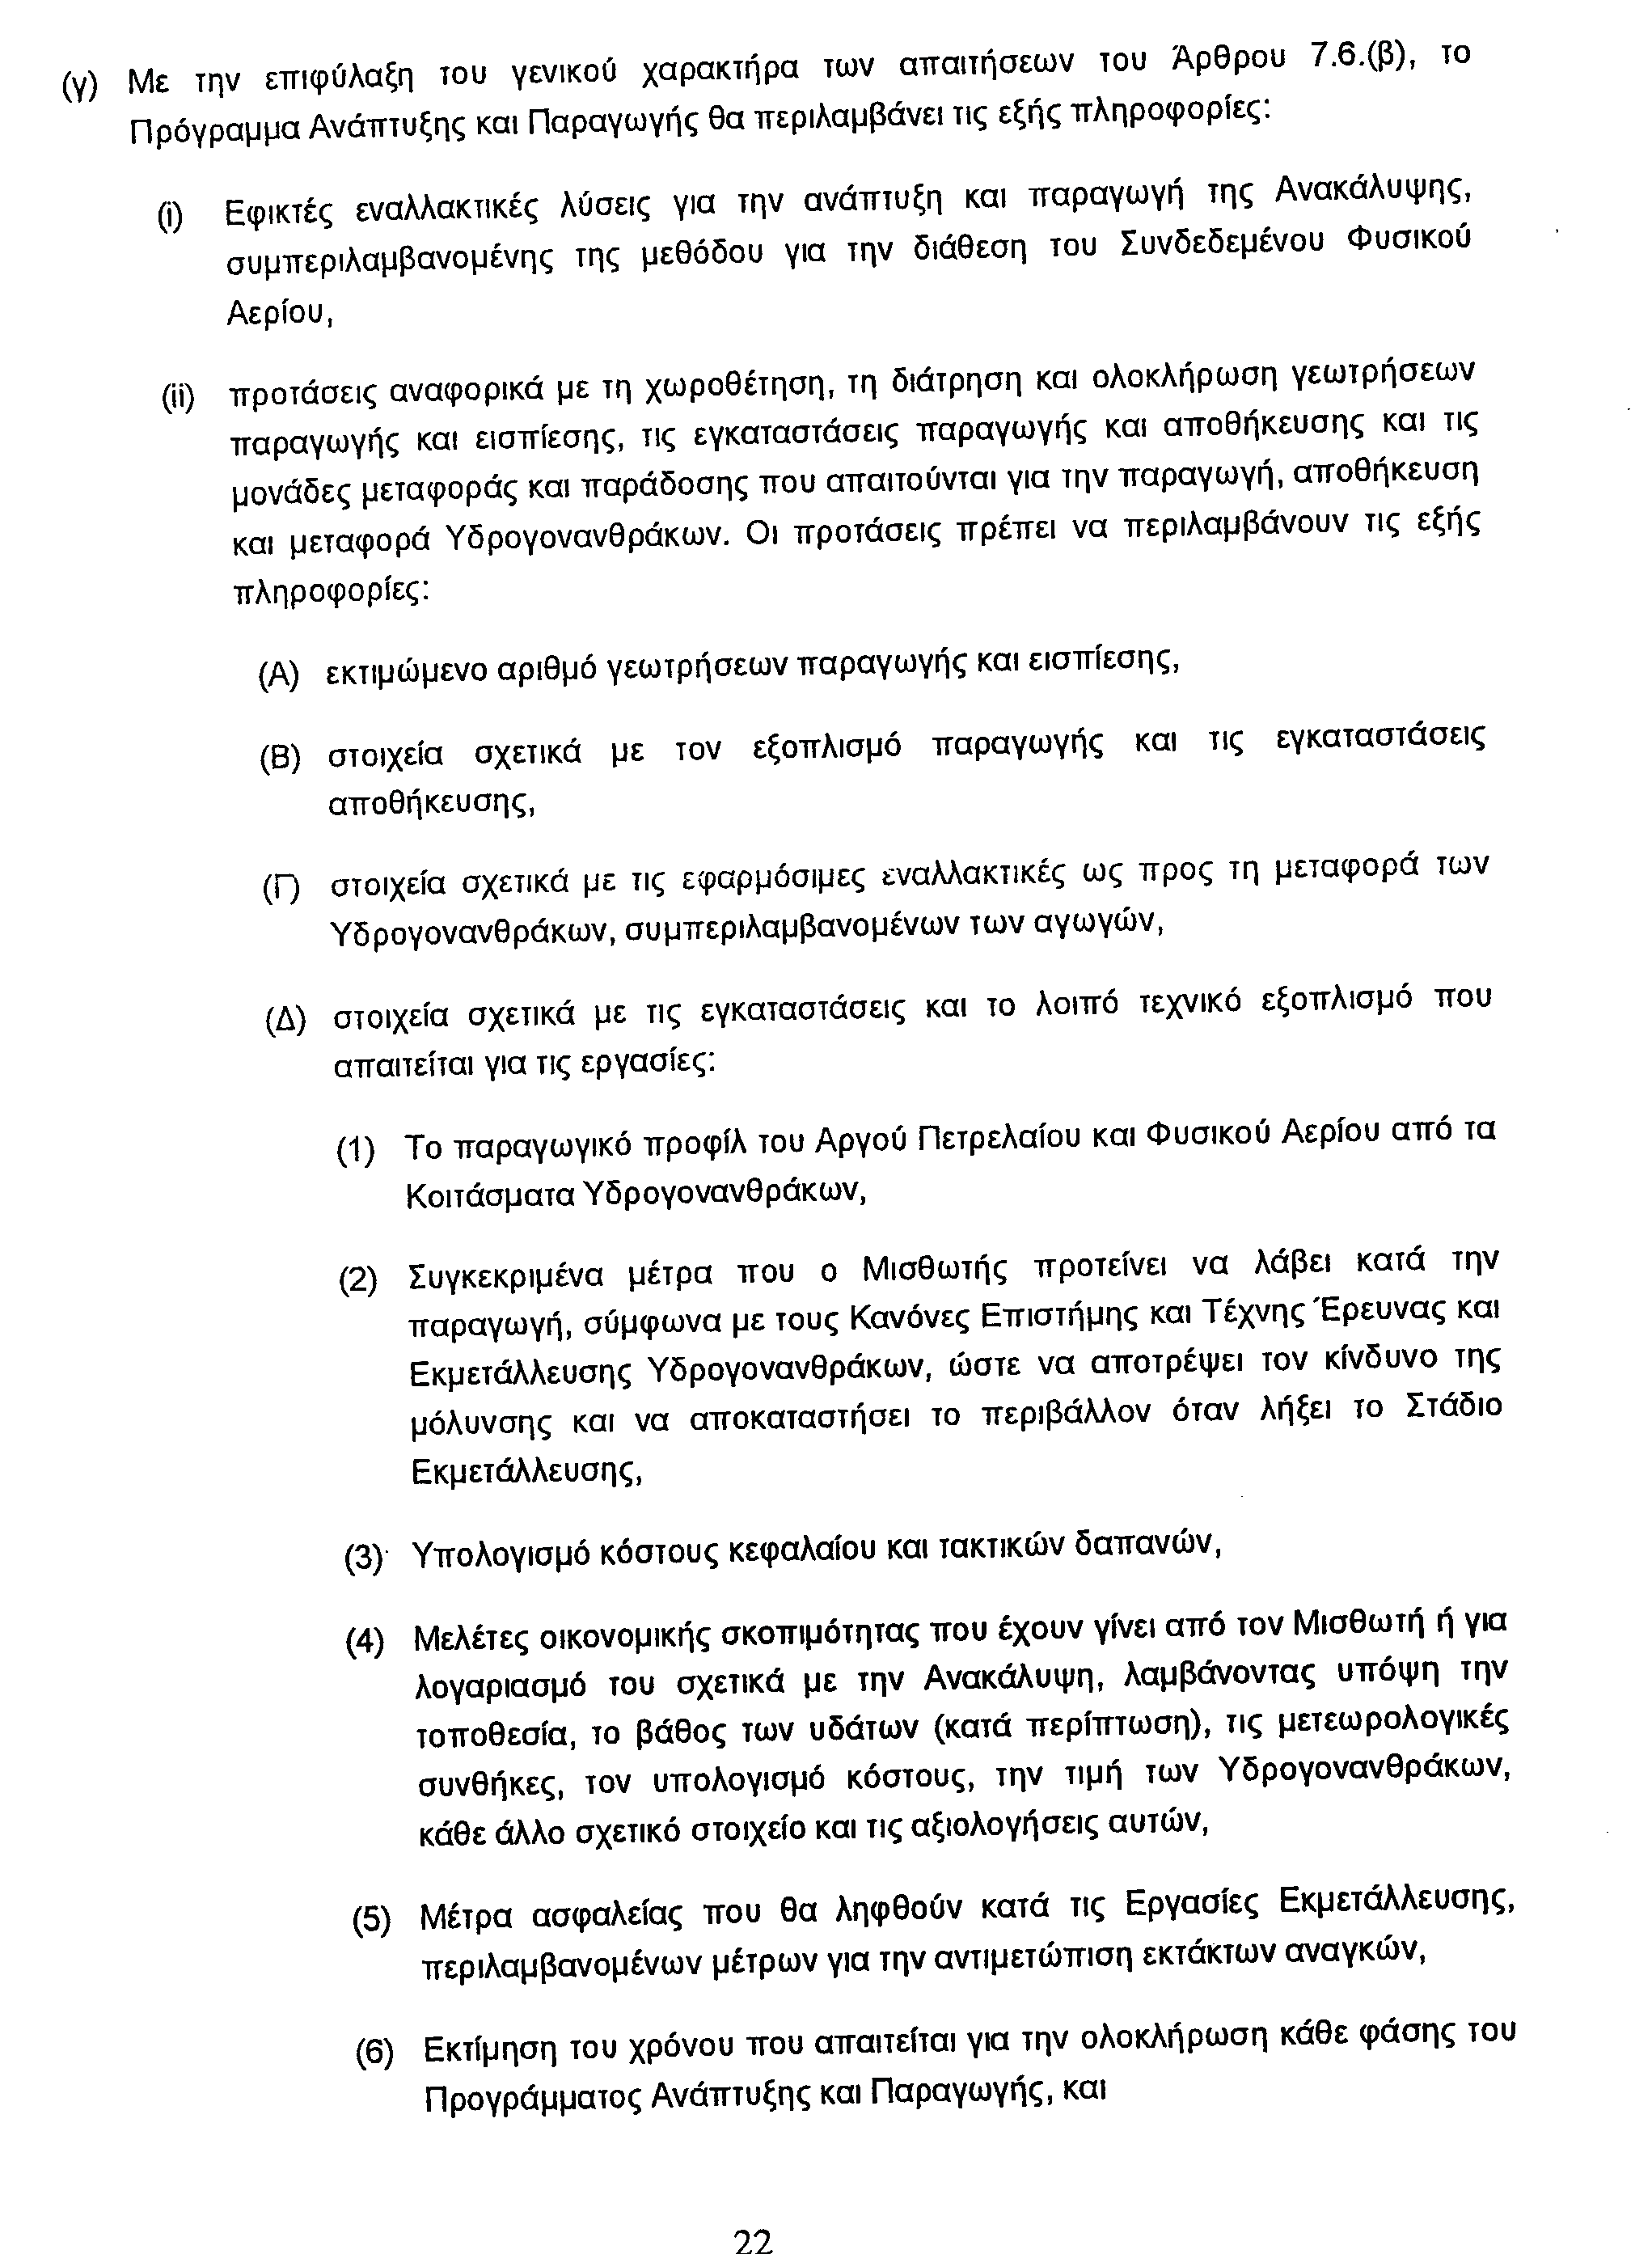 (γ) Με την επιφύλαξη του γενικού χαρακτήρα των απαιτήσεων του Άρθρου 7.6.(β), το
Πρόγραμμα Ανάπτυξης και Παραγωγής θα περιλαμβάνει τις εξής πληροφορίες:
(i) Εφικτές εναλλακτικές λύσεις για την ανάπτυξη και παραγωγή της Ανακάλυψης,
συμπεριλαμβανομένης της μεθόδου για την διάθεση του Συνδεδεμένου Φυσικού
Αερίου,
(ii) προτάσεις αναφορικά με τη χωροθέτηση, τη διάτρηση και ολοκλήρωση γεωτρήσεων
παραγωγής και εισπίεσης, τις εγκαταστάσεις παραγωγής και αποθήκευσης και τις
μονάδες μεταφοράς και παράδοσης που απαιτούνται για την παραγωγή, αποθήκευση
και μεταφορά Υδρογονανθράκων. Οι προτάσεις πρέπει να περιλαμβάνουν τις εξής
πληροφορίες:
(Α) εκτιμώμενο αριθμό γεωτρήσεων παραγωγής και εισπίεσης,
(Β) στοιχεία σχετικά με τον εξοπλισμό παραγωγής και τις εγκαταστάσεις
αποθήκευσης,
(Γ) στοιχεία σχετικά με τις εφαρμόσιμες εναλλακτικές ως προς τη μεταφορά των
Υδρογονανθράκων, συμπεριλαμβανομένων των αγωγών,
(Δ) στοιχεία σχετικά με τις εγκαταστάσεις και το λοιπό τεχνικό εξοπλισμό που
απαιτείται για τις εργασίες:
(1) Το παραγωγικό προφίλ του Αργού Πετρελαίου και Φυσικού Αερίου από τα
Κοιτάσματα Υδρογονανθράκων,
(2) Συγκεκριμένα μέτρα που ο Μισθωτής προτείνει να λάβει κατά την
παραγωγή, σύμφωνα με τους Κανόνες Επιστήμης και Τέχνης Έρευνας και
Εκμετάλλευσης Υδρογονανθράκων, ώστε να αποτρέψει τον κίνδυνο της
μόλυνσης και να αποκαταστήσει το περιβάλλον όταν λήξει το Στάδιο
Εκμετάλλευσης,
(3) Υπολογισμό κόστους κεφαλαίου και τακτικών δαπανών,
(4) Μελέτες οικονομικής σκοπιμότητας που έχουν γίνει από τον Μισθωτή ή για
λογαριασμό του σχετικά με την Ανακάλυψη, λαμβάνοντας υπόψη την
τοποθεσία, το βάθος των υδάτων (κατά περίπτωση), τις μετεωρολογικές
συνθήκες, τον υπολογισμό κόστους, την τιμή των Υδρογονανθράκων,
κάθε άλλο σχετικό στοιχείο και τις αξιολογήσεις αυτών,
(5) Μέτρα ασφαλείας που θα ληφθούν κατά τις Εργασίες Εκμετάλλευσης,
περιλαμβανομένων μέτρων για την αντιμετώπιση εκτάκτων αναγκών,
(6) Εκτίμηση του χρόνου που απαιτείται για την ολοκλήρωση κάθε φάσης του
Προγράμματος Ανάπτυξης και Παραγωγής, και
22